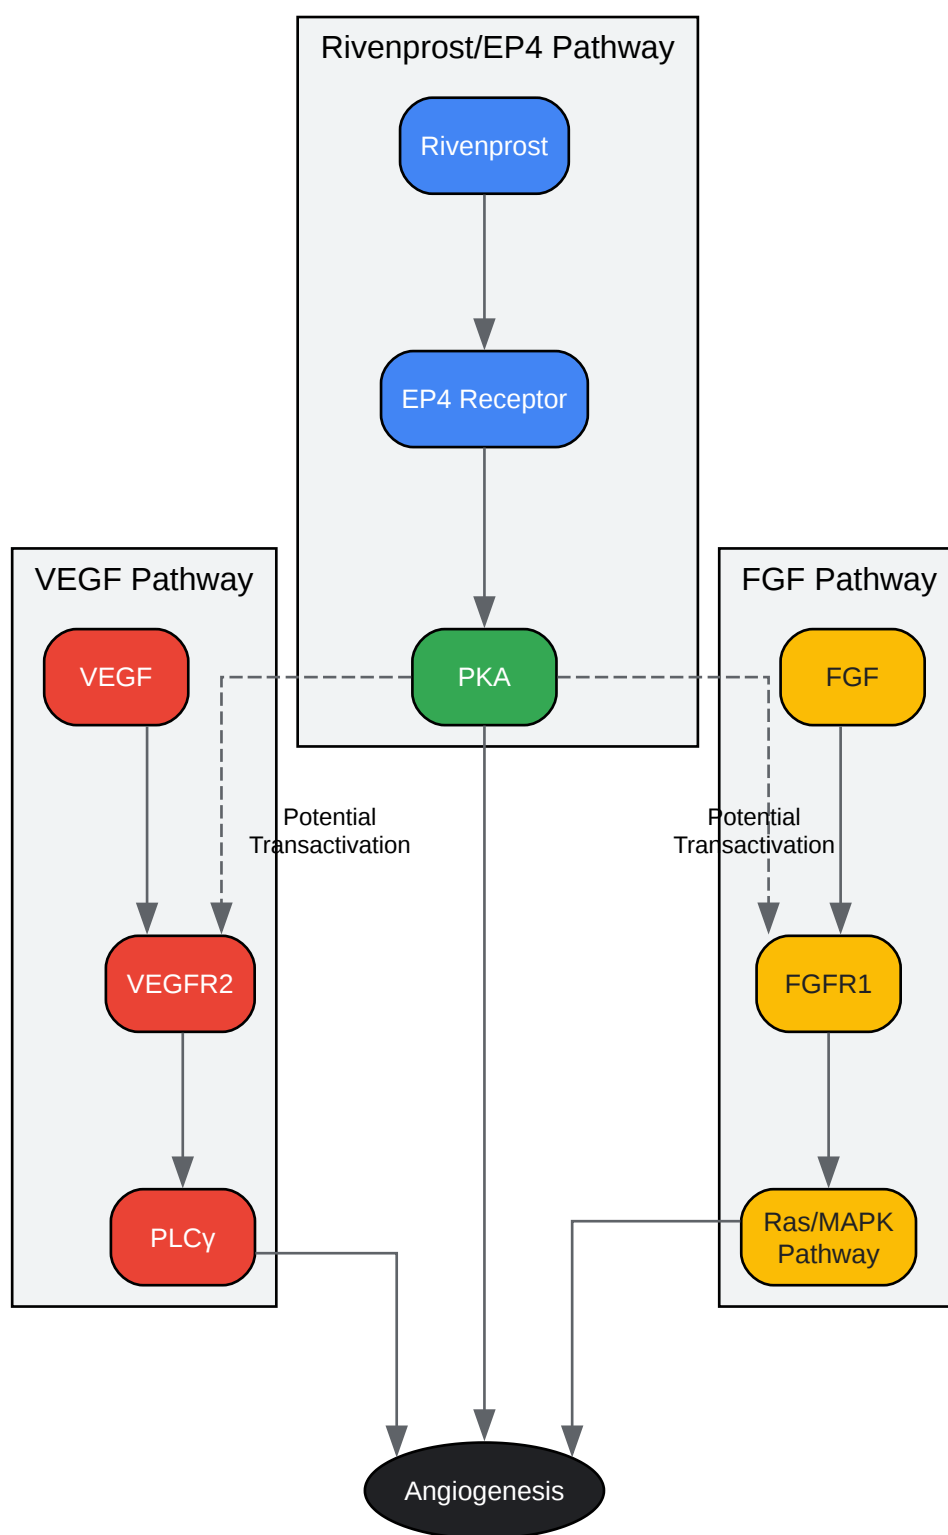 Rivenprost/EP4 Pathway
Rivenprost
EP4 Receptor
VEGF Pathway
FGF Pathway
VEGF
PKA
FGF
Potential
Transactivation
Potential
Transactivation
VEGFR2
FGFR1
PLCγ
Ras/MAPK
Pathway
Angiogenesis